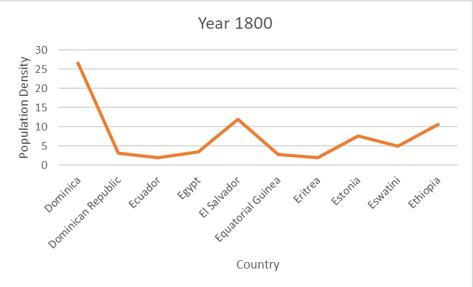 Year 1800
Population Density
30
25
20
15
10
5
0
Dominica
Dominican Republic
Ecuador
Egypt
El Salvador
Equatorial Guinea
Eritrea
Estonia
Eswatini
Ethiopia
Country